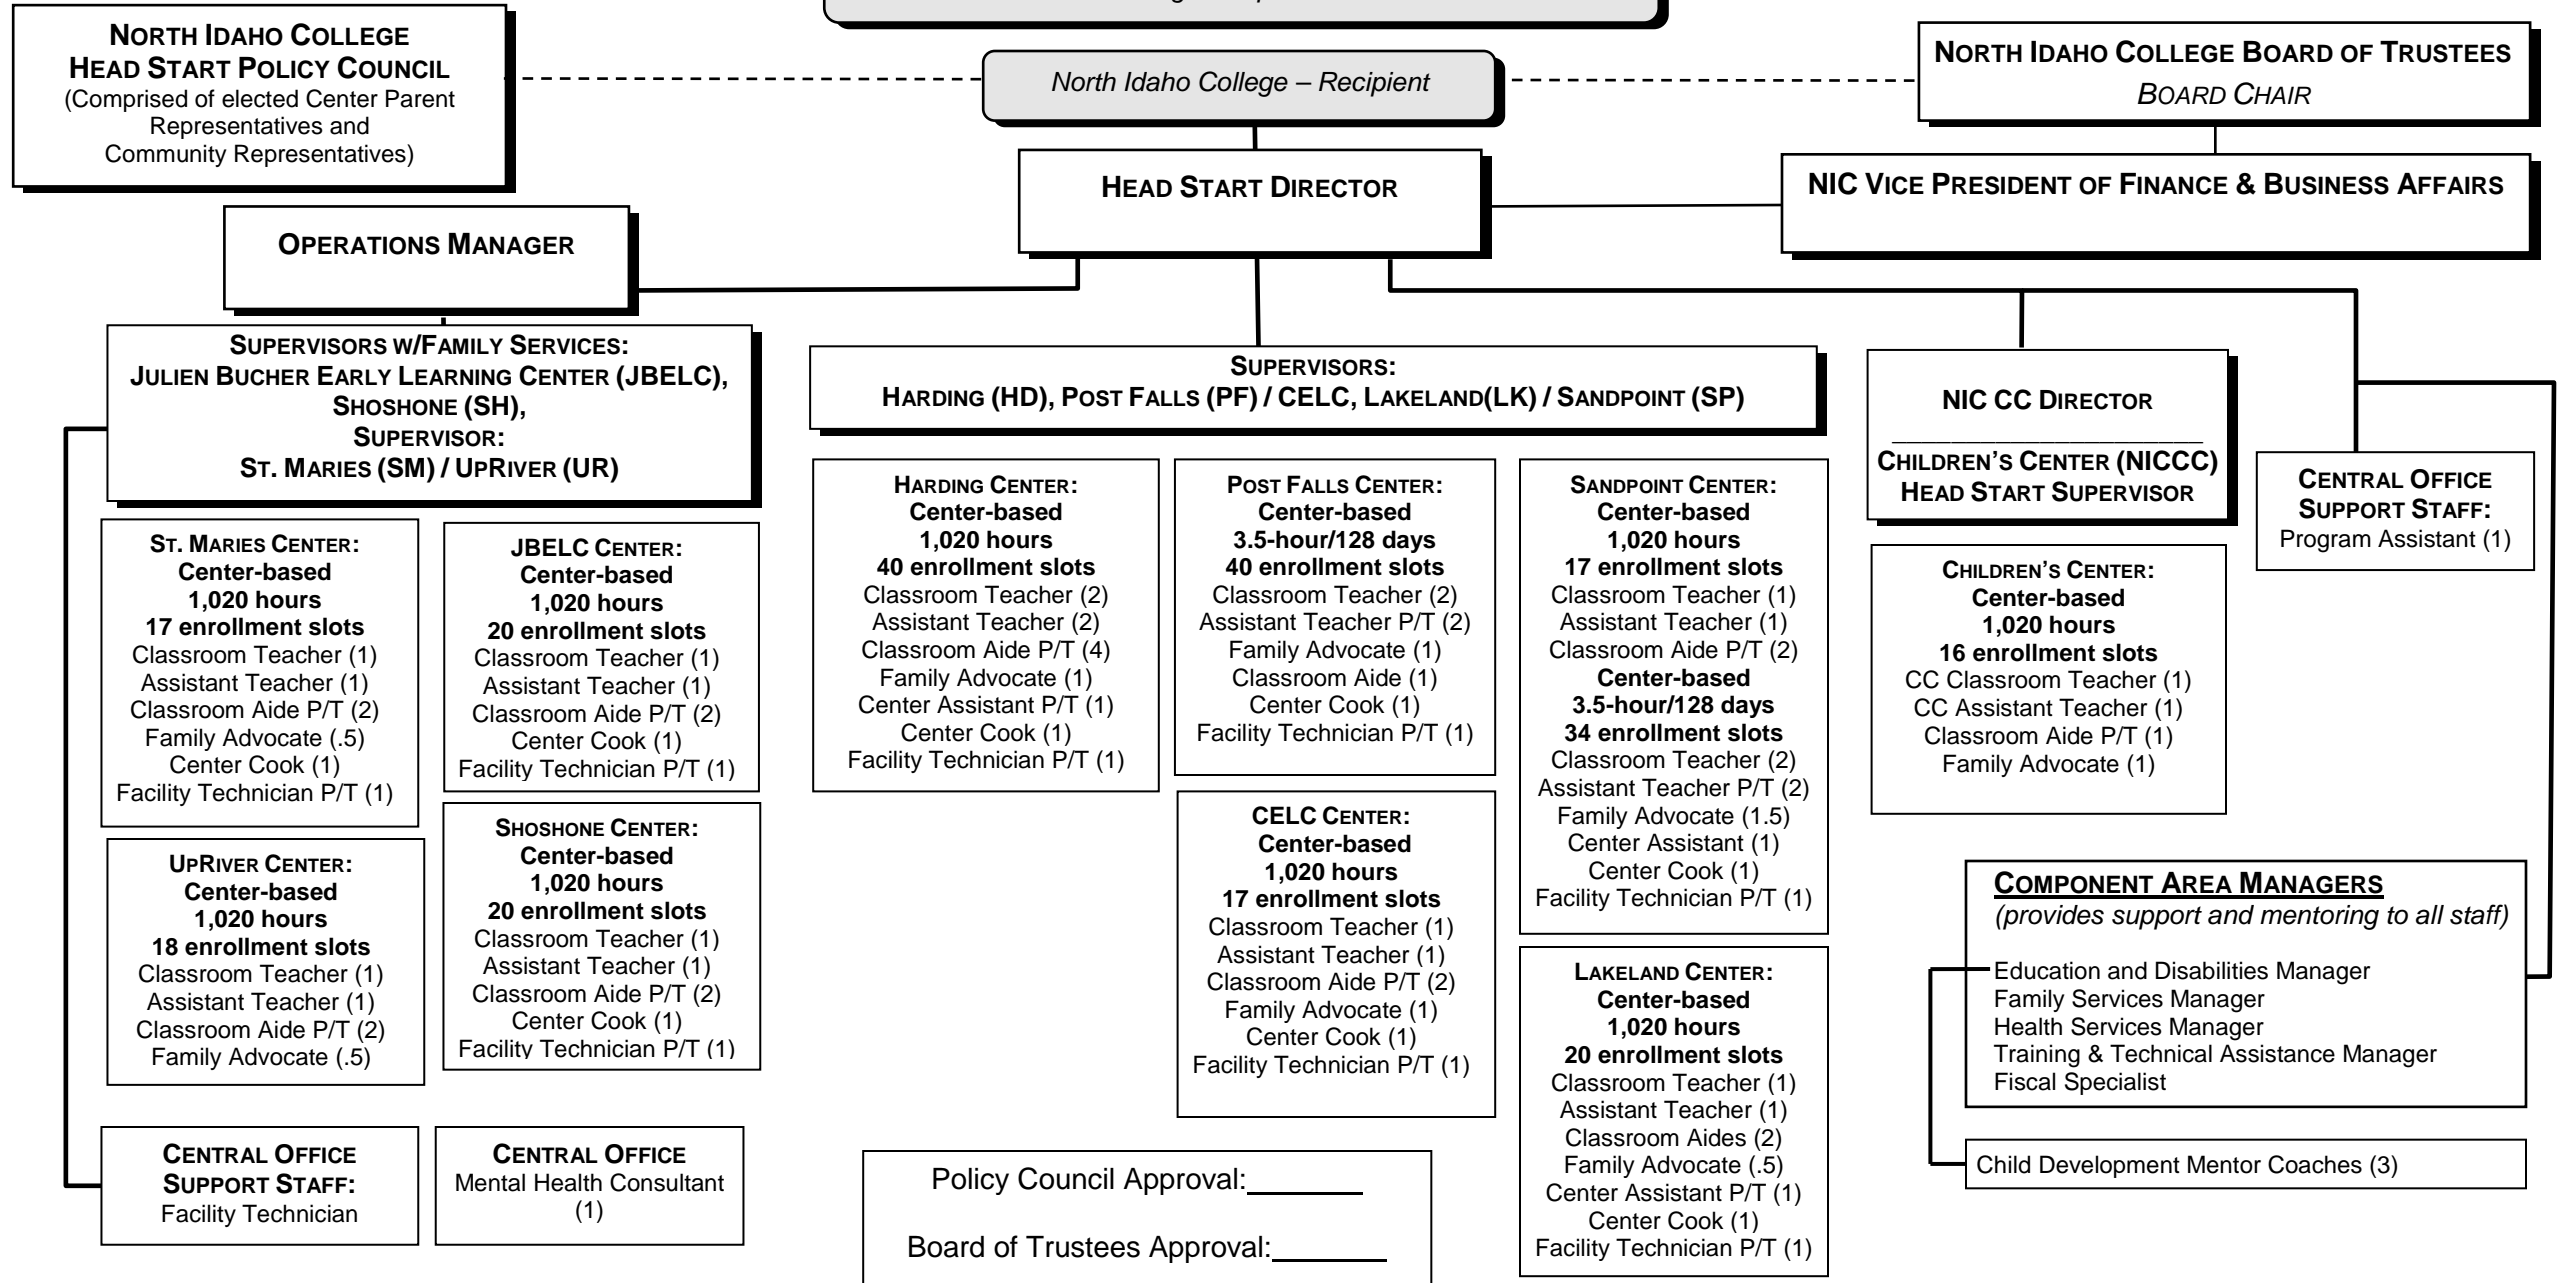 NORTH IDAHO COLLEGE
HEAD START POLICY COUNCIL
(Comprised of elected Center Parent
Representatives and
Community Representatives)
North Idaho College – Recipient
NORTH IDAHO COLLEGE BOARD OF TRUSTEES
BOARD CHAIR
HEAD START DIRECTOR
NIC VICE PRESIDENT OF FINANCE & BUSINESS AFFAIRS
OPERATIONS MANAGER
SUPERVISORS W/FAMILY SERVICES:
JULIEN BUCHER EARLY LEARNING CENTER (JBELC),
SHOSHONE (SH),
SUPERVISOR:
ST. MARIES (SM) / UPRIVER (UR)
SUPERVISORS:
HARDING (HD), POST FALLS (PF) / CELC, LAKELAND(LK) / SANDPOINT (SP)
NIC CC DIRECTOR
CHILDREN'S CENTER (NICCC)
HEAD START SUPERVISOR
CENTRAL OFFICE
SUPPORT STAFF:
Program Assistant (1)
ST. MARIES CENTER:
Center-based
1,020 hours
17 enrollment slots
Classroom Teacher (1)
Assistant Teacher (1)
Classroom Aide P/T (2)
Family Advocate (.5)
Center Cook (1)
Facility Technician P/T (1)
JBELC CENTER:
Center-based
1,020 hours
20 enrollment slots
Classroom Teacher (1)
Assistant Teacher (1)
Classroom Aide P/T (2)
Center Cook (1)
Facility Technician P/T (1)
UPRIVER CENTER:
Center-based
1,020 hours
18 enrollment slots
Classroom Teacher (1)
Assistant Teacher (1)
Classroom Aide P/T (2)
Family Advocate (.5)
SHOSHONE CENTER:
Center-based
1,020 hours
20 enrollment slots
Classroom Teacher (1)
Assistant Teacher (1)
Classroom Aide P/T (2)
Center Cook (1)
Facility Technician P/T (1)
CENTRAL OFFICE
SUPPORT STAFF:
Facility Technician
CENTRAL OFFICE
Mental Health Consultant
(1)
HARDING CENTER:
Center-based
1,020 hours
40 enrollment slots
Classroom Teacher (2)
Assistant Teacher (2)
Classroom Aide P/T (4)
Family Advocate (1)
Center Assistant P/T (1)
Center Cook (1)
Facility Technician P/T (1)
POST FALLS CENTER:
Center-based
3.5-hour/128 days
40 enrollment slots
Classroom Teacher (2)
Assistant Teacher P/T (2)
Family Advocate (1)
Classroom Aide (1)
Center Cook (1)
Facility Technician P/T (1)
CELC CENTER:
Center-based
1,020 hours
17 enrollment slots
Classroom Teacher (1)
Assistant Teacher (1)
Classroom Aide P/T (2)
Family Advocate (1)
Center Cook (1)
Facility Technician P/T (1)
SANDPOINT CENTER:
Center-based
1,020 hours
17 enrollment slots
Classroom Teacher (1)
Assistant Teacher (1)
Classroom Aide P/T (2)
Center-based
3.5-hour/128 days
34 enrollment slots
Classroom Teacher (2)
Assistant Teacher P/T (2)
Family Advocate (1.5)
Center Assistant (1)
Center Cook (1)
Facility Technician P/T (1)
LAKELAND CENTER:
Center-based
1,020 hours
20 enrollment slots
Classroom Teacher (1)
Assistant Teacher (1)
Classroom Aides (2)
Family Advocate (.5)
Center Assistant P/T (1)
Center Cook (1)
Facility Technician P/T (1)
CHILDREN'S CENTER:
Center-based
1,020 hours
16 enrollment slots
CC Classroom Teacher (1)
CC Assistant Teacher (1)
Classroom Aide P/T (1)
Family Advocate (1)
COMPONENT AREA MANAGERS
(provides support and mentoring to all staff)
Education and Disabilities Manager
Family Services Manager
Health Services Manager
Training & Technical Assistance Manager
Fiscal Specialist
Child Development Mentor Coaches (3)
Policy Council Approval:
Board of Trustees Approval: